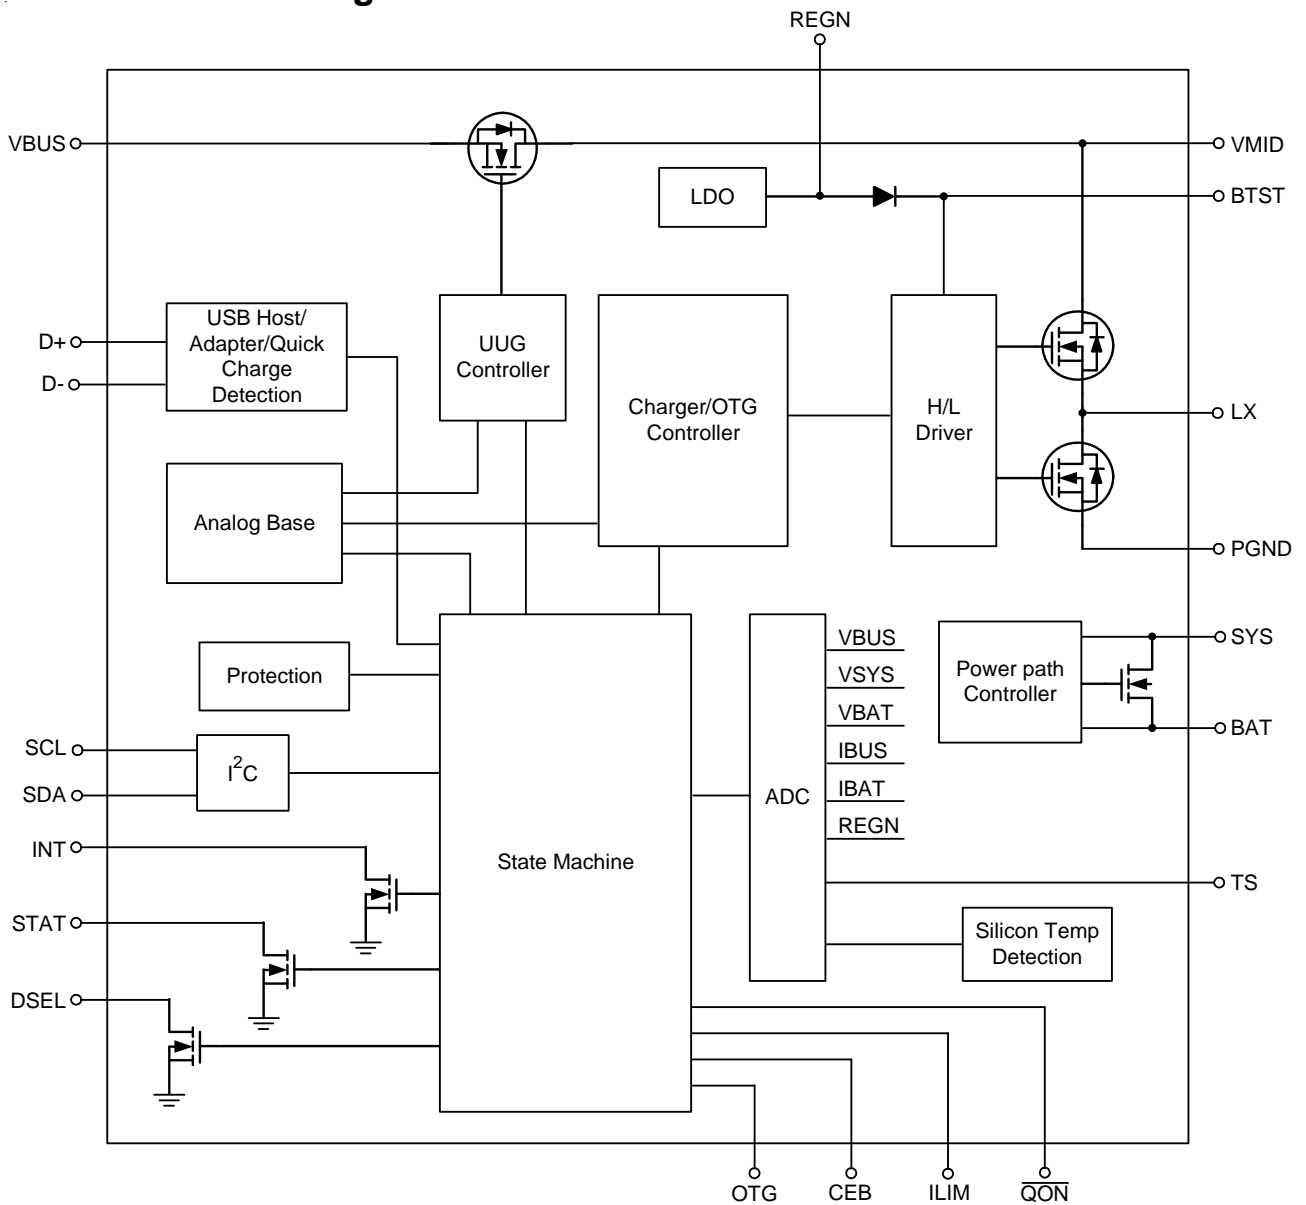 REGN
VBUS
VMID
LDO
BTST
USB Host/
Adapter/Quick
Charge
Detection
D+
D-
UUG
Controller
Charger/OTG
Controller
H/L
Driver
LX
Analog Base
PGND
Protection
VBUS
VSYS
VBAT
IBUS
IBAT
REGN
Power path
Controller
SYS
BAT
SCL
SDA
I2C
ADC
INT
State Machine
TS
STAT
Silicon Temp
Detection
DSEL
OTG
CEB
ILIM
QON